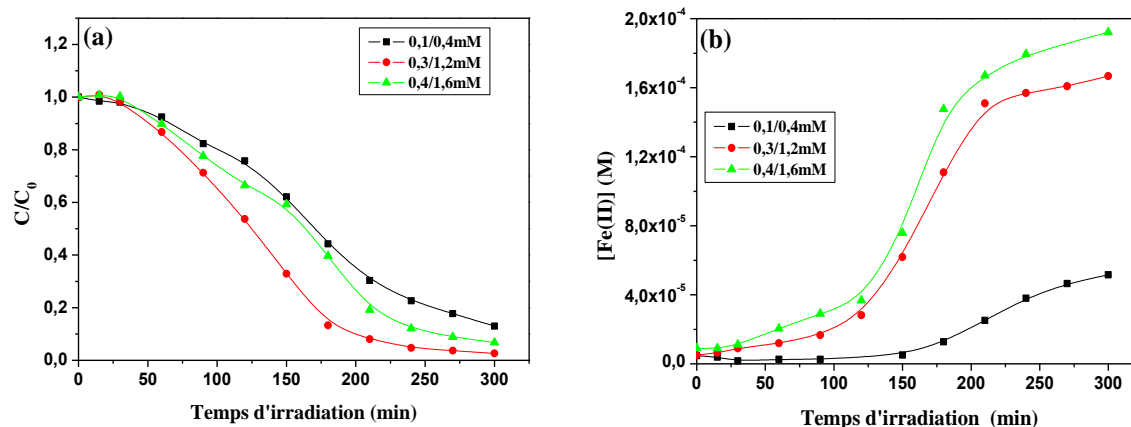 (a)
0,1/0,4mM
0,3/1,2mM
0,4/1,6mM
1,2
1,0
0,8
0,6
0,4
0,2
0,0
C/C₀
0 50 100 150 200 250 300
Temps d'irradiation (min)
(b)
0,1/0,4mM
0,3/1,2mM
0,4/1,6mM
2,0x10⁻⁴
1,6x10⁻⁴
1,2x10⁻⁴
8,0x10⁻⁵
4,0x10⁻⁵
0,0
[Fe(II)] (M)
0 50 100 150 200 250 300
Temps d'irradiation (min)